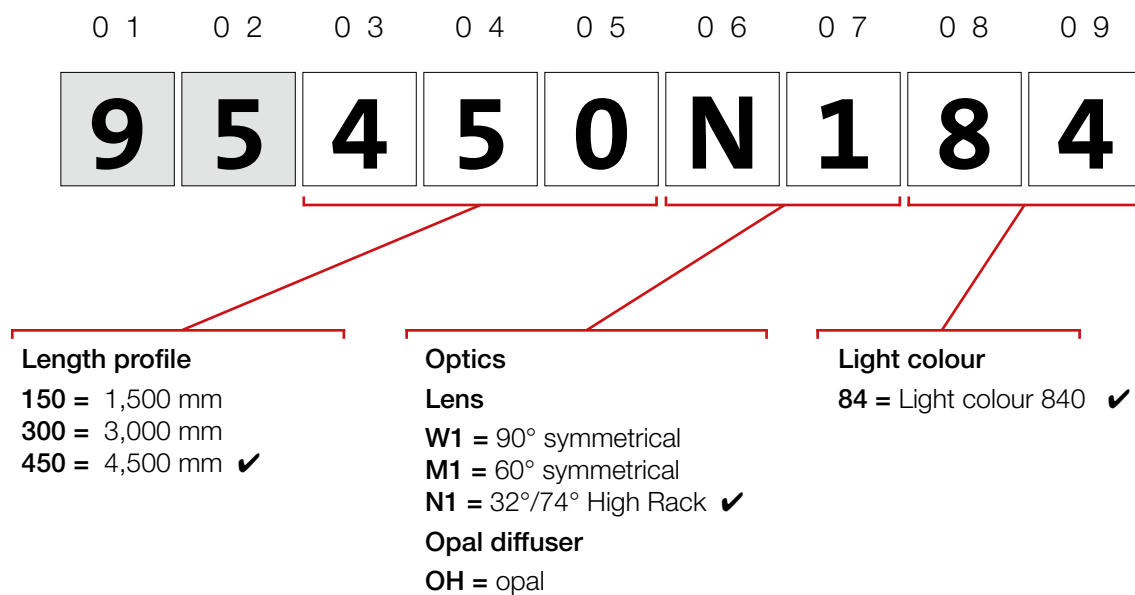 01 02 03 04 05 06 07 08 09
9 5 4 5 0 N 1 8 4
Length profile
150 = 1,500 mm
300 = 3,000 mm
450 = 4,500 mm ✔
Optics
Lens
W1 = 90° symmetrical
M1 = 60° symmetrical
N1 = 32°/74° High Rack ✔
Opal diffuser
OH = opal
Light colour
84 = Light colour 840 ✔